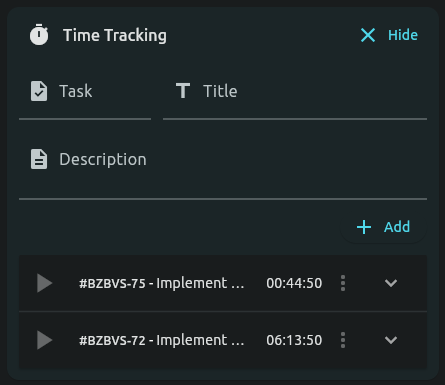 Time Tracking
Hide
Task
Title
Description
Add
#BZBVS-75 - Implement ... 00:44:50
#BZBVS-72 - Implement ... 06:13:50